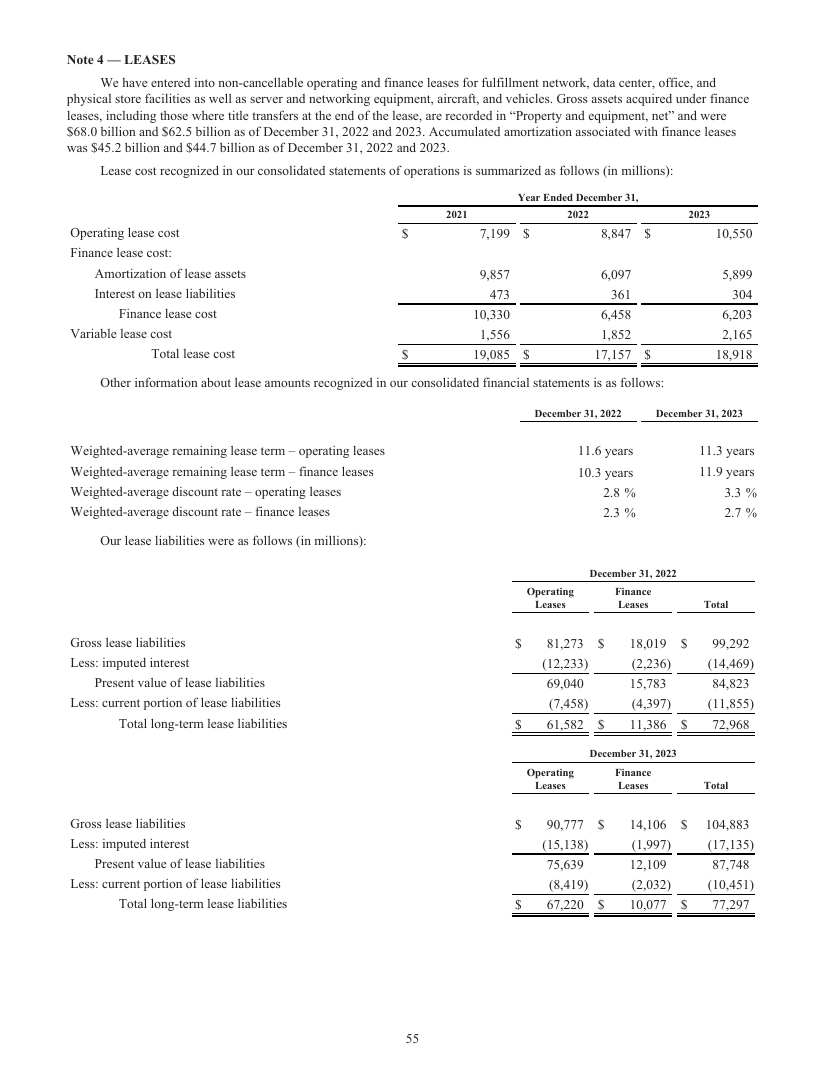 Note 4 — LEASES
We have entered into non-cancellable operating and finance leases for fulfillment network, data center, office, and
physical store facilities as well as server and networking equipment, aircraft, and vehicles. Gross assets acquired under finance
leases, including those where title transfers at the end of the lease, are recorded in “Property and equipment, net” and were
$68.0 billion and $62.5 billion as of December 31, 2022 and 2023. Accumulated amortization associated with finance leases
was $45.2 billion and $44.7 billion as of December 31, 2022 and 2023.
Lease cost recognized in our consolidated statements of operations is summarized as follows (in millions):
Year Ended December 31,
2021 2022 2023
Operating lease cost $ 7,199 $ 8,847 $ 10,550
Finance lease cost:
Amortization of lease assets 9,857 6,097 5,899
Interest on lease liabilities 473 361 304
Finance lease cost 10,330 6,458 6,203
Variable lease cost 1,556 1,852 2,165
Total lease cost $ 19,085 $ 17,157 $ 18,918
Other information about lease amounts recognized in our consolidated financial statements is as follows:
December 31, 2022 December 31, 2023
Weighted-average remaining lease term – operating leases 11.6 years 11.3 years
Weighted-average remaining lease term – finance leases 10.3 years 11.9 years
Weighted-average discount rate – operating leases 2.8 % 3.3 %
Weighted-average discount rate – finance leases 2.3 % 2.7 %
Our lease liabilities were as follows (in millions):
December 31, 2022
Operating Leases Finance Leases Total
Gross lease liabilities $ 81,273 $ 18,019 $ 99,292
Less: imputed interest (12,233) (2,236) (14,469)
Present value of lease liabilities 69,040 15,783 84,823
Less: current portion of lease liabilities (7,458) (4,397) (11,855)
Total long-term lease liabilities $ 61,582 $ 11,386 $ 72,968
December 31, 2023
Operating Leases Finance Leases Total
Gross lease liabilities $ 90,777 $ 14,106 $ 104,883
Less: imputed interest (15,138) (1,997) (17,135)
Present value of lease liabilities 75,639 12,109 87,748
Less: current portion of lease liabilities (8,419) (2,032) (10,451)
Total long-term lease liabilities $ 67,220 $ 10,077 $ 77,297
55